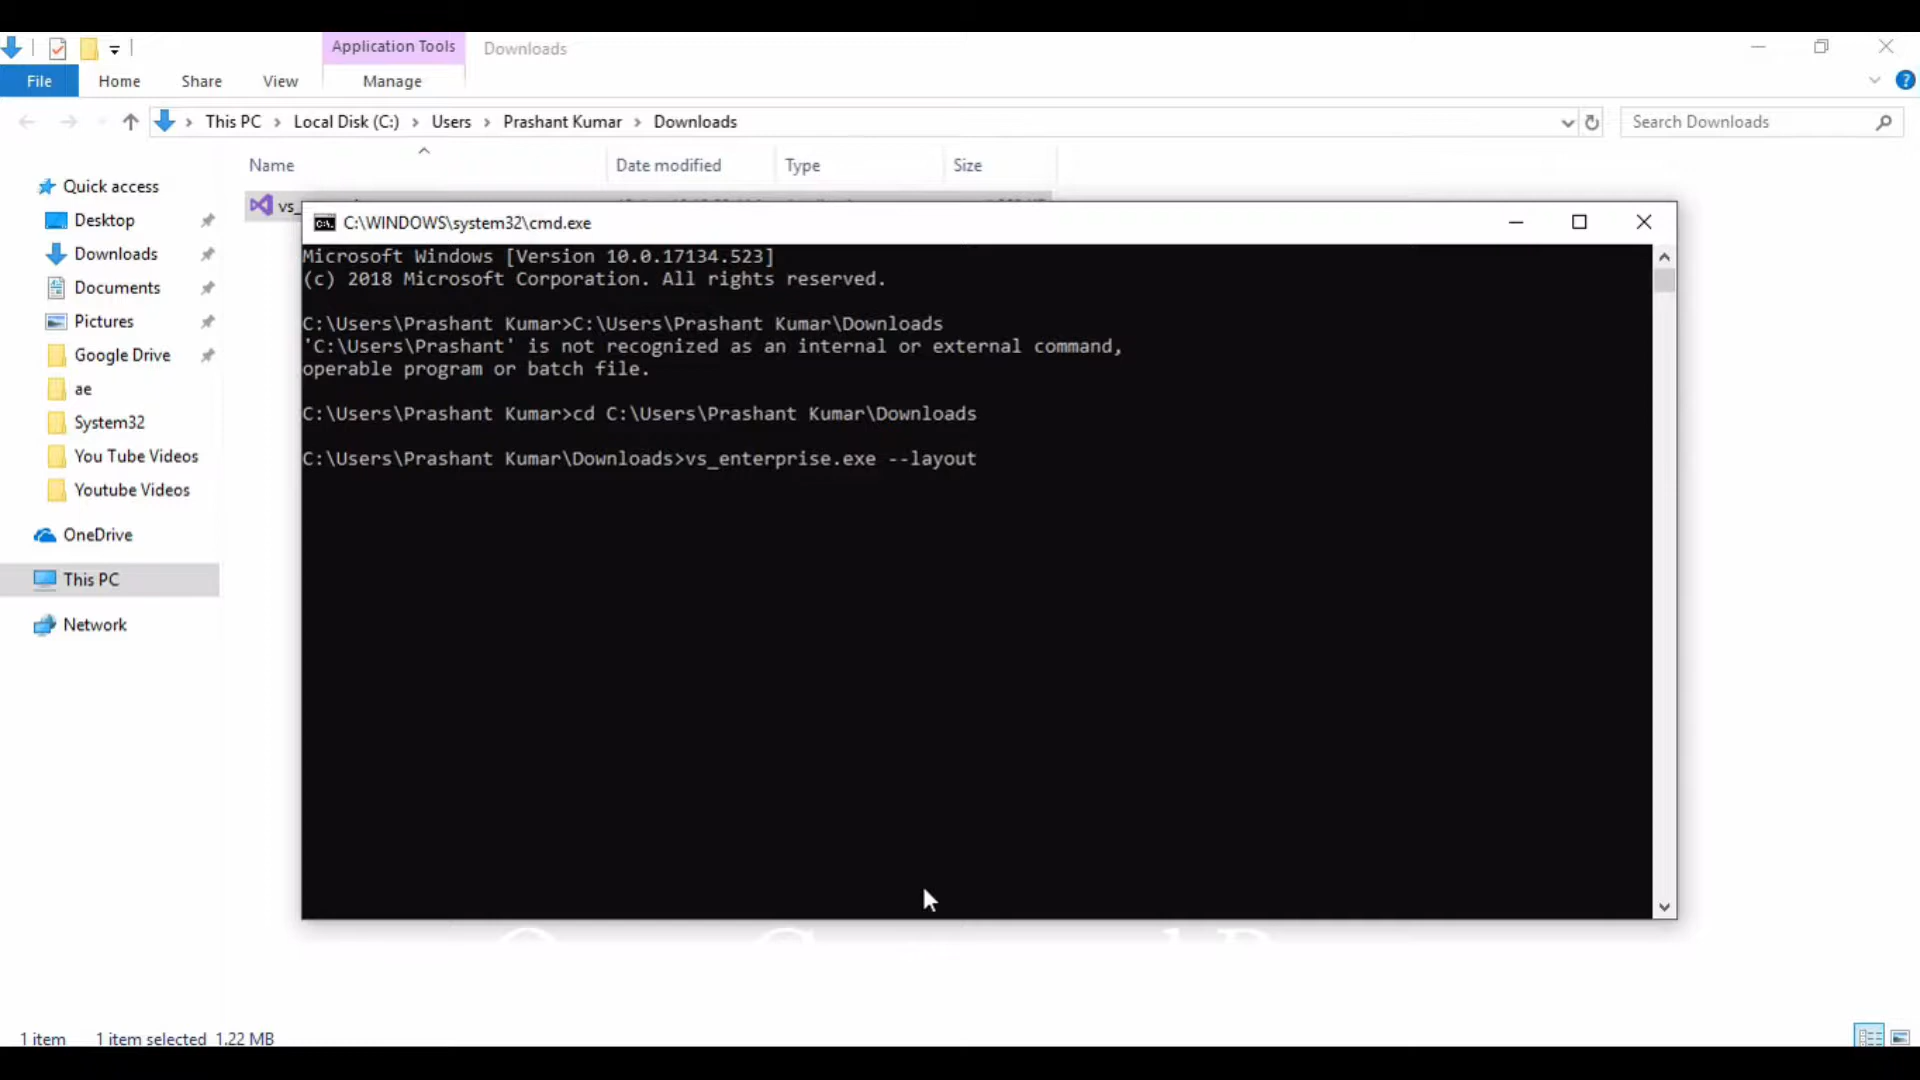 Application Tools
Downloads
File
Home
Share
View
Manage
This PC
Local Disk (C:)
Users
Prashant Kumar
Downloads
Search Downloads
Name
Date modified
Type
Size
Quick access
Desktop
Downloads
Documents
Pictures
Google Drive
ae
System32
You Tube Videos
Youtube Videos
OneDrive
This PC
Network
vs_
C:\WINDOWS\system32\cmd.exe
Microsoft Windows [Version 10.0.17134.523]
(c) 2018 Microsoft Corporation. All rights reserved.
C:\Users\Prashant Kumar>C:\Users\Prashant Kumar\Downloads
'C:\Users\Prashant' is not recognized as an internal or external command,
operable program or batch file.
C:\Users\Prashant Kumar>cd C:\Users\Prashant Kumar\Downloads
C:\Users\Prashant Kumar\Downloads>vs_enterprise.exe --layout
1 item
1 item selected 1.22 MB